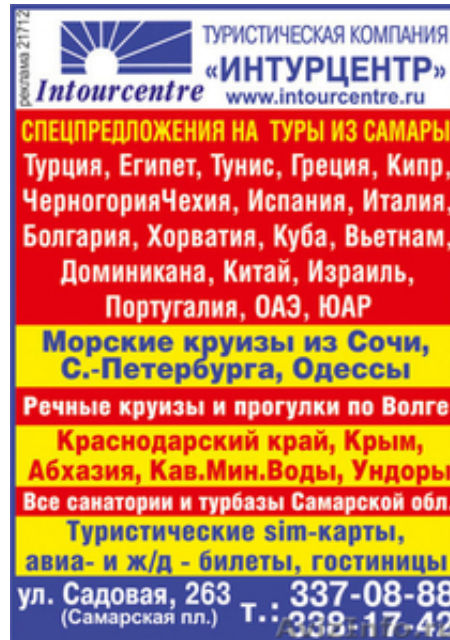 реклама 21712
ТУРИСТИЧЕСКАЯ КОМПАНИЯ
«ИНТУРЦЕНТР»
Intourcentre
www.intourcentre.ru
СПЕЦПРЕДЛОЖЕНИЯ НА ТУРЫ ИЗ САМАРЫ
Турция, Египет, Тунис, Греция, Кипр,
ЧерногорияЧехия, Испания, Италия,
Болгария, Хорватия, Куба, Вьетнам,
Доминикана, Китай, Израиль,
Португалия, ОАЭ, ЮАР
Морские круизы из Сочи,
С.-Петербурга, Одессы
Речные круизы и прогулки по Волге
Краснодарский край, Крым,
Абхазия, Кав.Мин.Воды, Ундоры
Все санатории и турбазы Самарской обл.
Туристические sim-карты,
авиа- и ж/д - билеты, гостиницы
ул. Садовая, 263
(Самарская пл.)
т.: 337-08-88
338-17-42